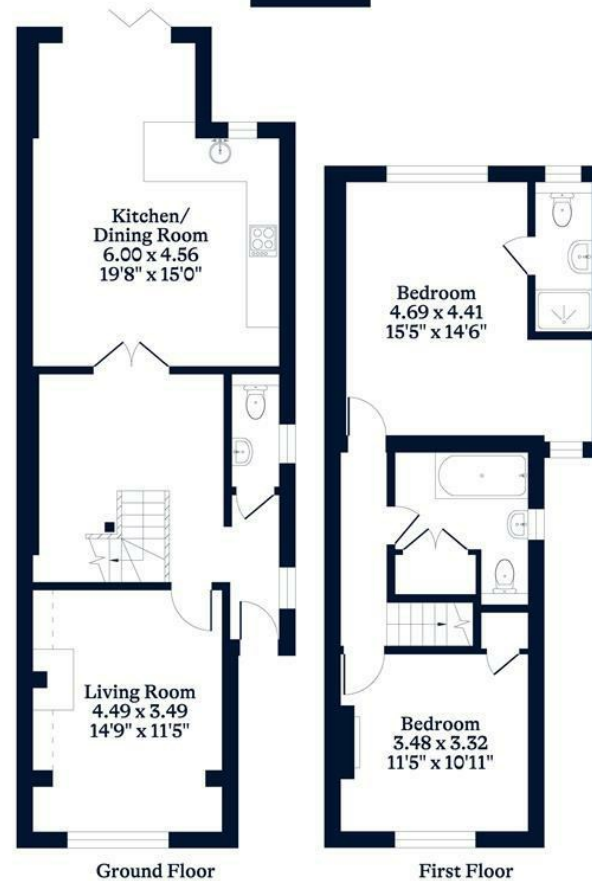 Kitchen/
Dining Room
6.00 x 4.56
19'8" x 15'0"
Living Room
4.49 x 3.49
14'9" x 11'5"
Ground Floor
Bedroom
4.69 x 4.41
15'5" x 14'6"
Bedroom
3.48 x 3.32
11'5" x 10'11"
First Floor